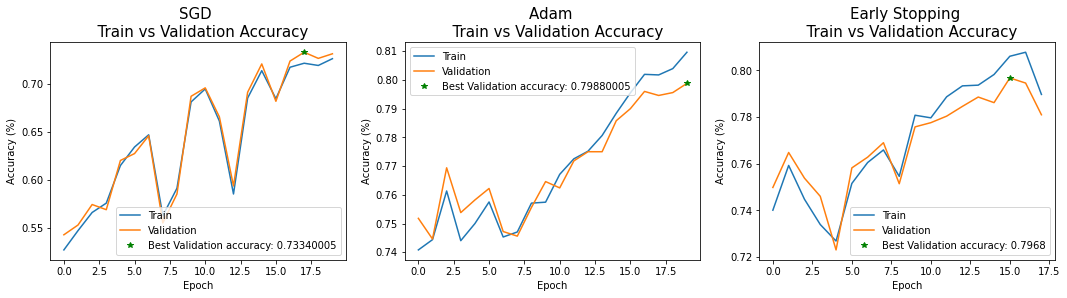 SGD
Train vs Validation Accuracy
Accuracy (%)
0.70
0.65
0.60
0.55
Train
Validation
Best Validation accuracy: 0.73340005
0.0 2.5 5.0 7.5 10.0 12.5 15.0 17.5
Epoch
Adam
Train vs Validation Accuracy
Accuracy (%)
0.81
0.80
0.79
0.78
0.77
0.76
0.75
0.74
Train
Validation
Best Validation accuracy: 0.79880005
0.0 2.5 5.0 7.5 10.0 12.5 15.0 17.5
Epoch
Early Stopping
Train vs Validation Accuracy
Accuracy (%)
0.80
0.78
0.76
0.74
0.72
Train
Validation
Best Validation accuracy: 0.7968
0.0 2.5 5.0 7.5 10.0 12.5 15.0 17.5
Epoch